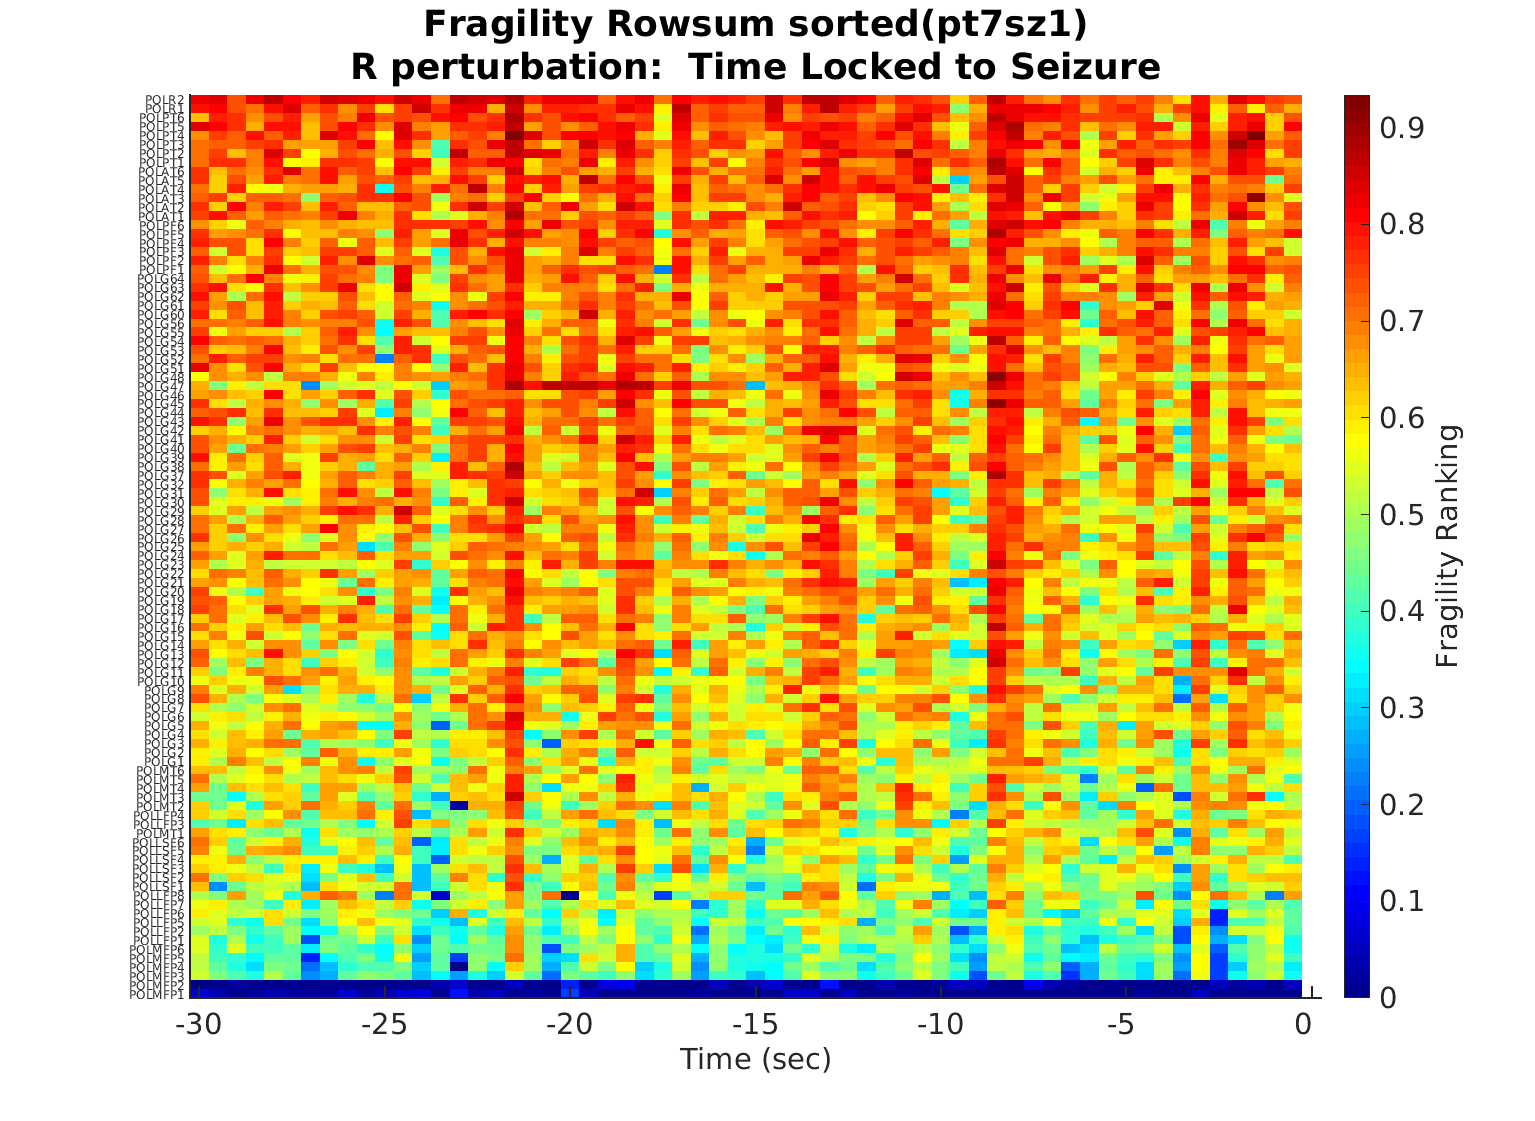 Fragility Rowsum sorted(pt7sz1)
R perturbation: Time Locked to Seizure
POLR2
POLR1
POLPT6
POLPT5
POLPT4
POLPT3
POLPT2
POLPT1
POLAT6
POLAT5
POLAT4
POLAT3
POLAT2
POLAT1
POLPF6
POLPF5
POLPF4
POLPF3
POLPF2
POLPF1
POLG64
POLG63
POLG62
POLG61
POLG60
POLG56
POLG55
POLG54
POLG53
POLG52
POLG51
POLG48
POLG47
POLG46
POLG45
POLG44
POLG43
POLG42
POLG41
POLG40
POLG39
POLG38
POLG37
POLG32
POLG31
POLG30
POLG29
POLG28
POLG27
POLG26
POLG25
POLG24
POLG23
POLG22
POLG21
POLG20
POLG19
POLG18
POLG17
POLG16
POLG15
POLG14
POLG13
POLG12
POLG11
POLG10
POLG9
POLG8
POLG7
POLG6
POLG5
POLG4
POLG3
POLG2
POLG1
POLMT6
POLMT5
POLMT4
POLMT3
POLMT2
POLLFP4
POLLFP3
POLMT1
POLLSF6
POLLSF5
POLLSF4
POLLSF3
POLLSF2
POLLSF1
POLLFP8
POLLFP7
POLLFP6
POLLFP5
POLLFP2
POLLFP1
POLMFP6
POLMFP5
POLMFP4
POLMFP3
POLMFP2
POLMFP1
-30
-25
-20
-15
-10
-5
0
Time (sec)
0.9
0.8
0.7
0.6
0.5
0.4
0.3
0.2
0.1
0
Fragility Ranking